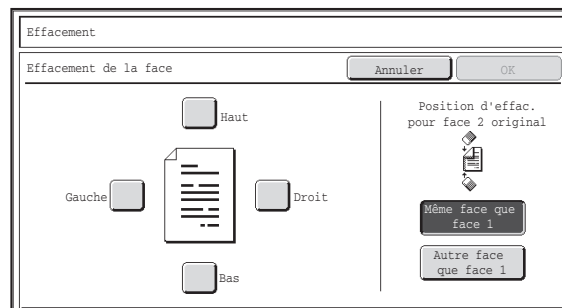 Effacement
Effacement de la face
Annuler
OK
Haut
Gauche
Droit
Bas
Position d'effac.
pour face 2 original
Même face que
face 1
Autre face
que face 1